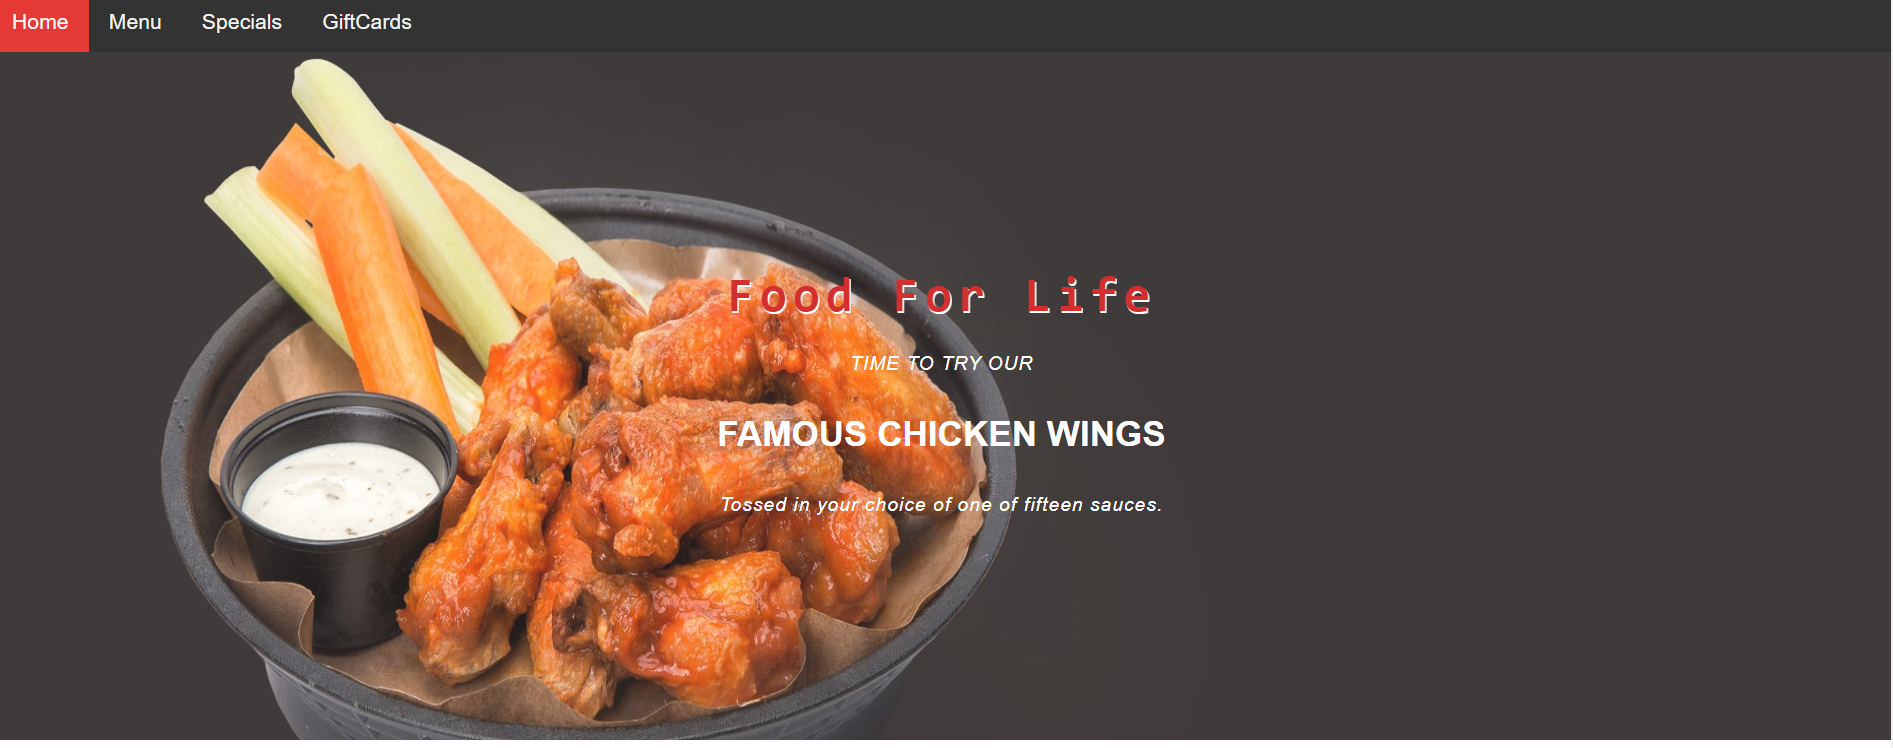 Home Menu Specials GiftCards
Food For Life
TIME TO TRY OUR
FAMOUS CHICKEN WINGS
Tossed in your choice of one of fifteen sauces.